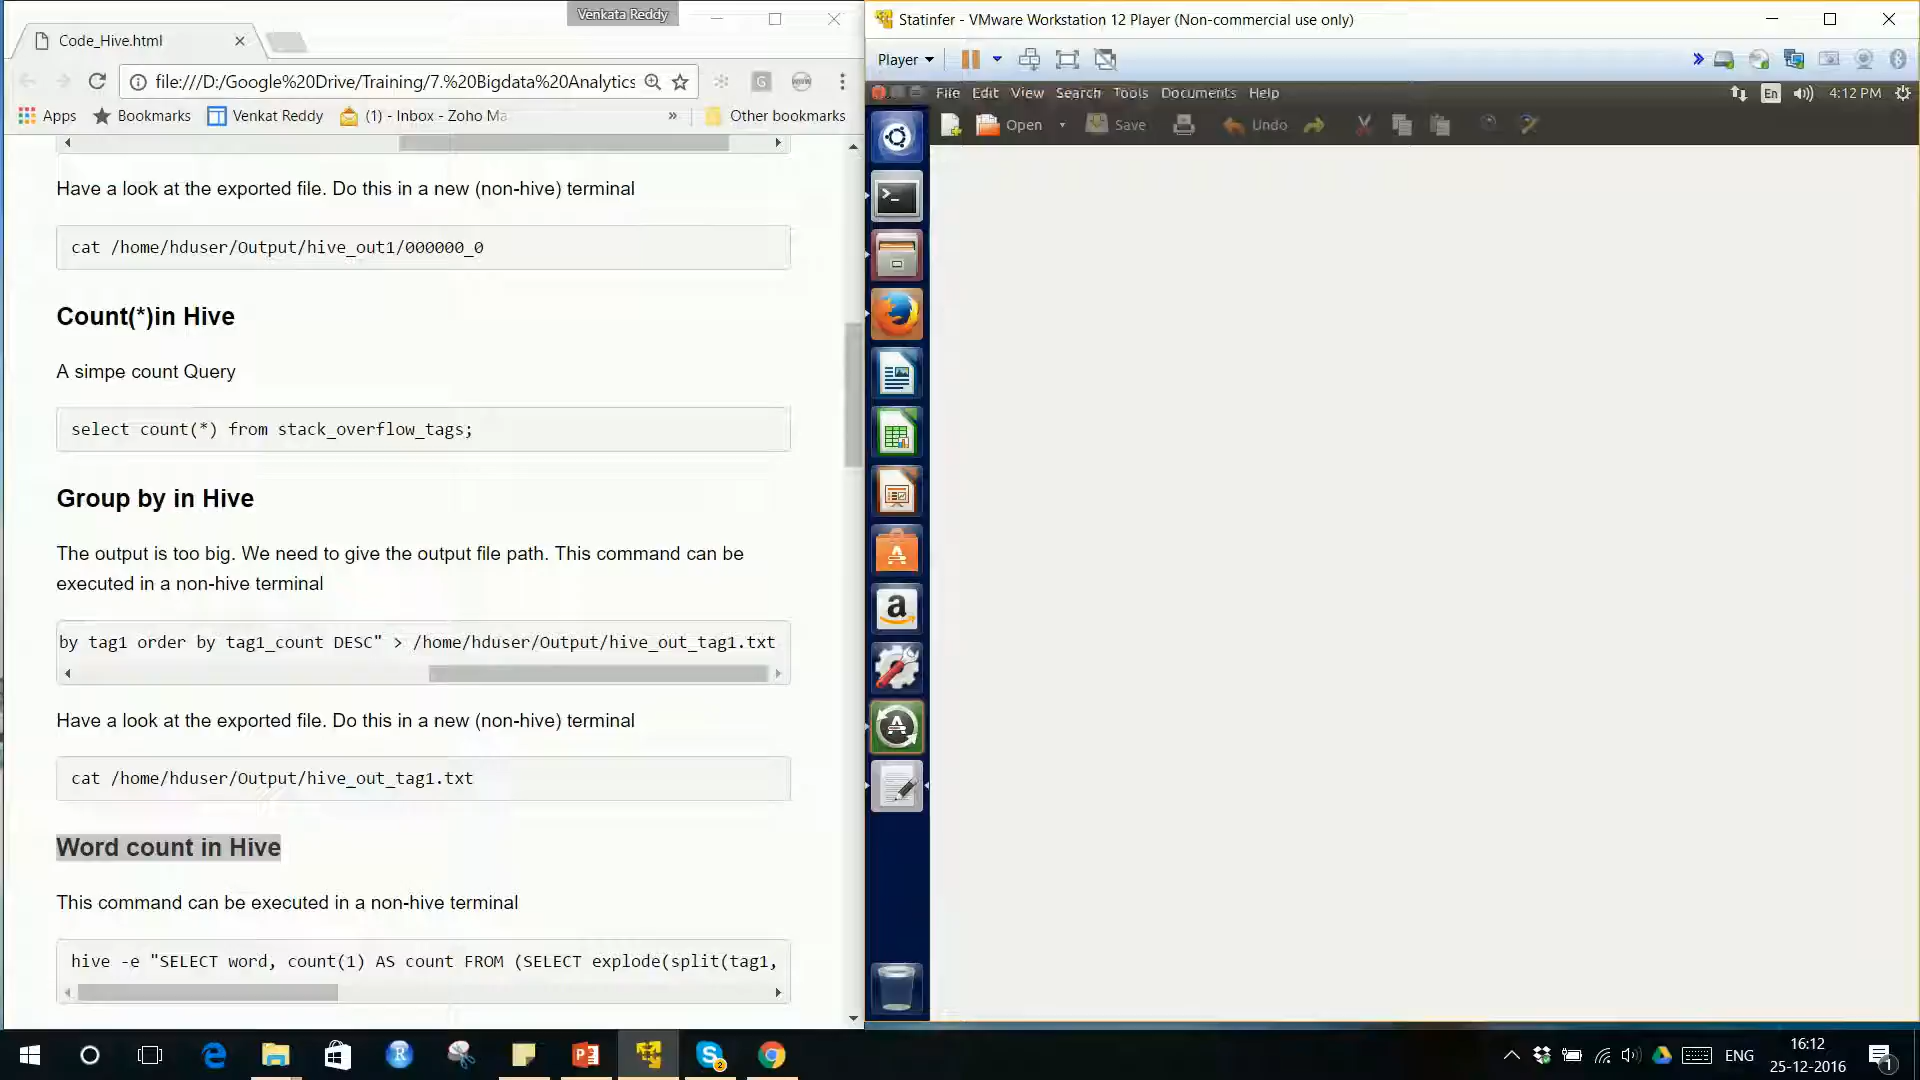 Venkata Reddy
Code_Hive.html
file:///D:/Google%20Drive/Training/7.%20Bigdata%20Analytics
Apps
Bookmarks
Venkat Reddy
(1) - Inbox - Zoho Ma
»
Other bookmarks
Have a look at the exported file. Do this in a new (non-hive) terminal
cat /home/hduser/Output/hive_out1/000000_0
Count(*)in Hive
A simpe count Query
select count(*) from stack_overflow_tags;
Group by in Hive
The output is too big. We need to give the output file path. This command can be
executed in a non-hive terminal
by tag1 order by tag1_count DESC" > /home/hduser/Output/hive_out_tag1.txt
Have a look at the exported file. Do this in a new (non-hive) terminal
cat /home/hduser/Output/hive_out_tag1.txt
Word count in Hive
This command can be executed in a non-hive terminal
hive -e "SELECT word, count(1) AS count FROM (SELECT explode(split(tag1,
Statinfer - VMware Workstation 12 Player (Non-commercial use only)
Player
File Edit View Search Tools Documents Help
En
4:12 PM
Open
Save
Undo
ENG
16:12
25-12-2016
1
2